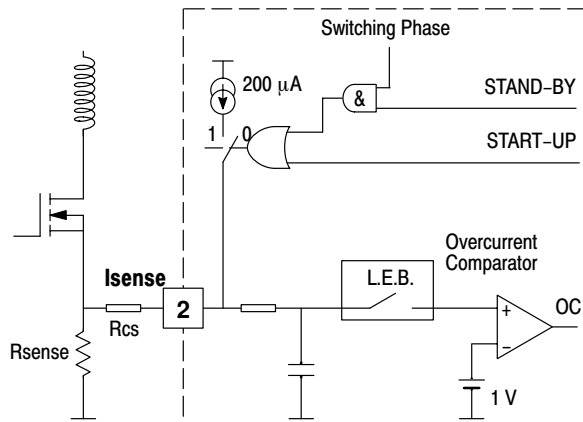 Switching Phase
200 μA
&
STAND–BY
1
0
START–UP
Isense
2
Rcs
Rsense
L.E.B.
Overcurrent
Comparator
+
–
OC
1 V